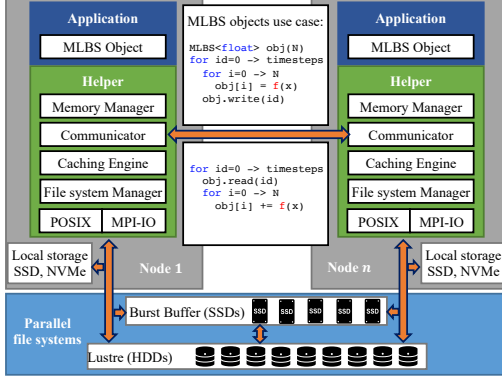 Application
MLBS Object
Helper
Memory Manager
Communicator
Caching Engine
File system Manager
POSIX
MPI-IO
Local storage
SSD, NVMe
Node 1
MLBS objects use case:
MLBS<float> obj(N)
for id=0 -> timesteps
for i=0 -> N
obj[i] = f(x)
obj.write(id)
for id=0 -> timesteps
obj.read(id)
for i=0 -> N
obj[i] += f(x)
Application
MLBS Object
Helper
Memory Manager
Communicator
Caching Engine
File system Manager
POSIX
MPI-IO
Node n
Local storage
SSD, NVMe
Parallel
file systems
Burst Buffer (SSDs)
SSD
SSD
SSD
SSD
SSD
Lustre (HDDs)